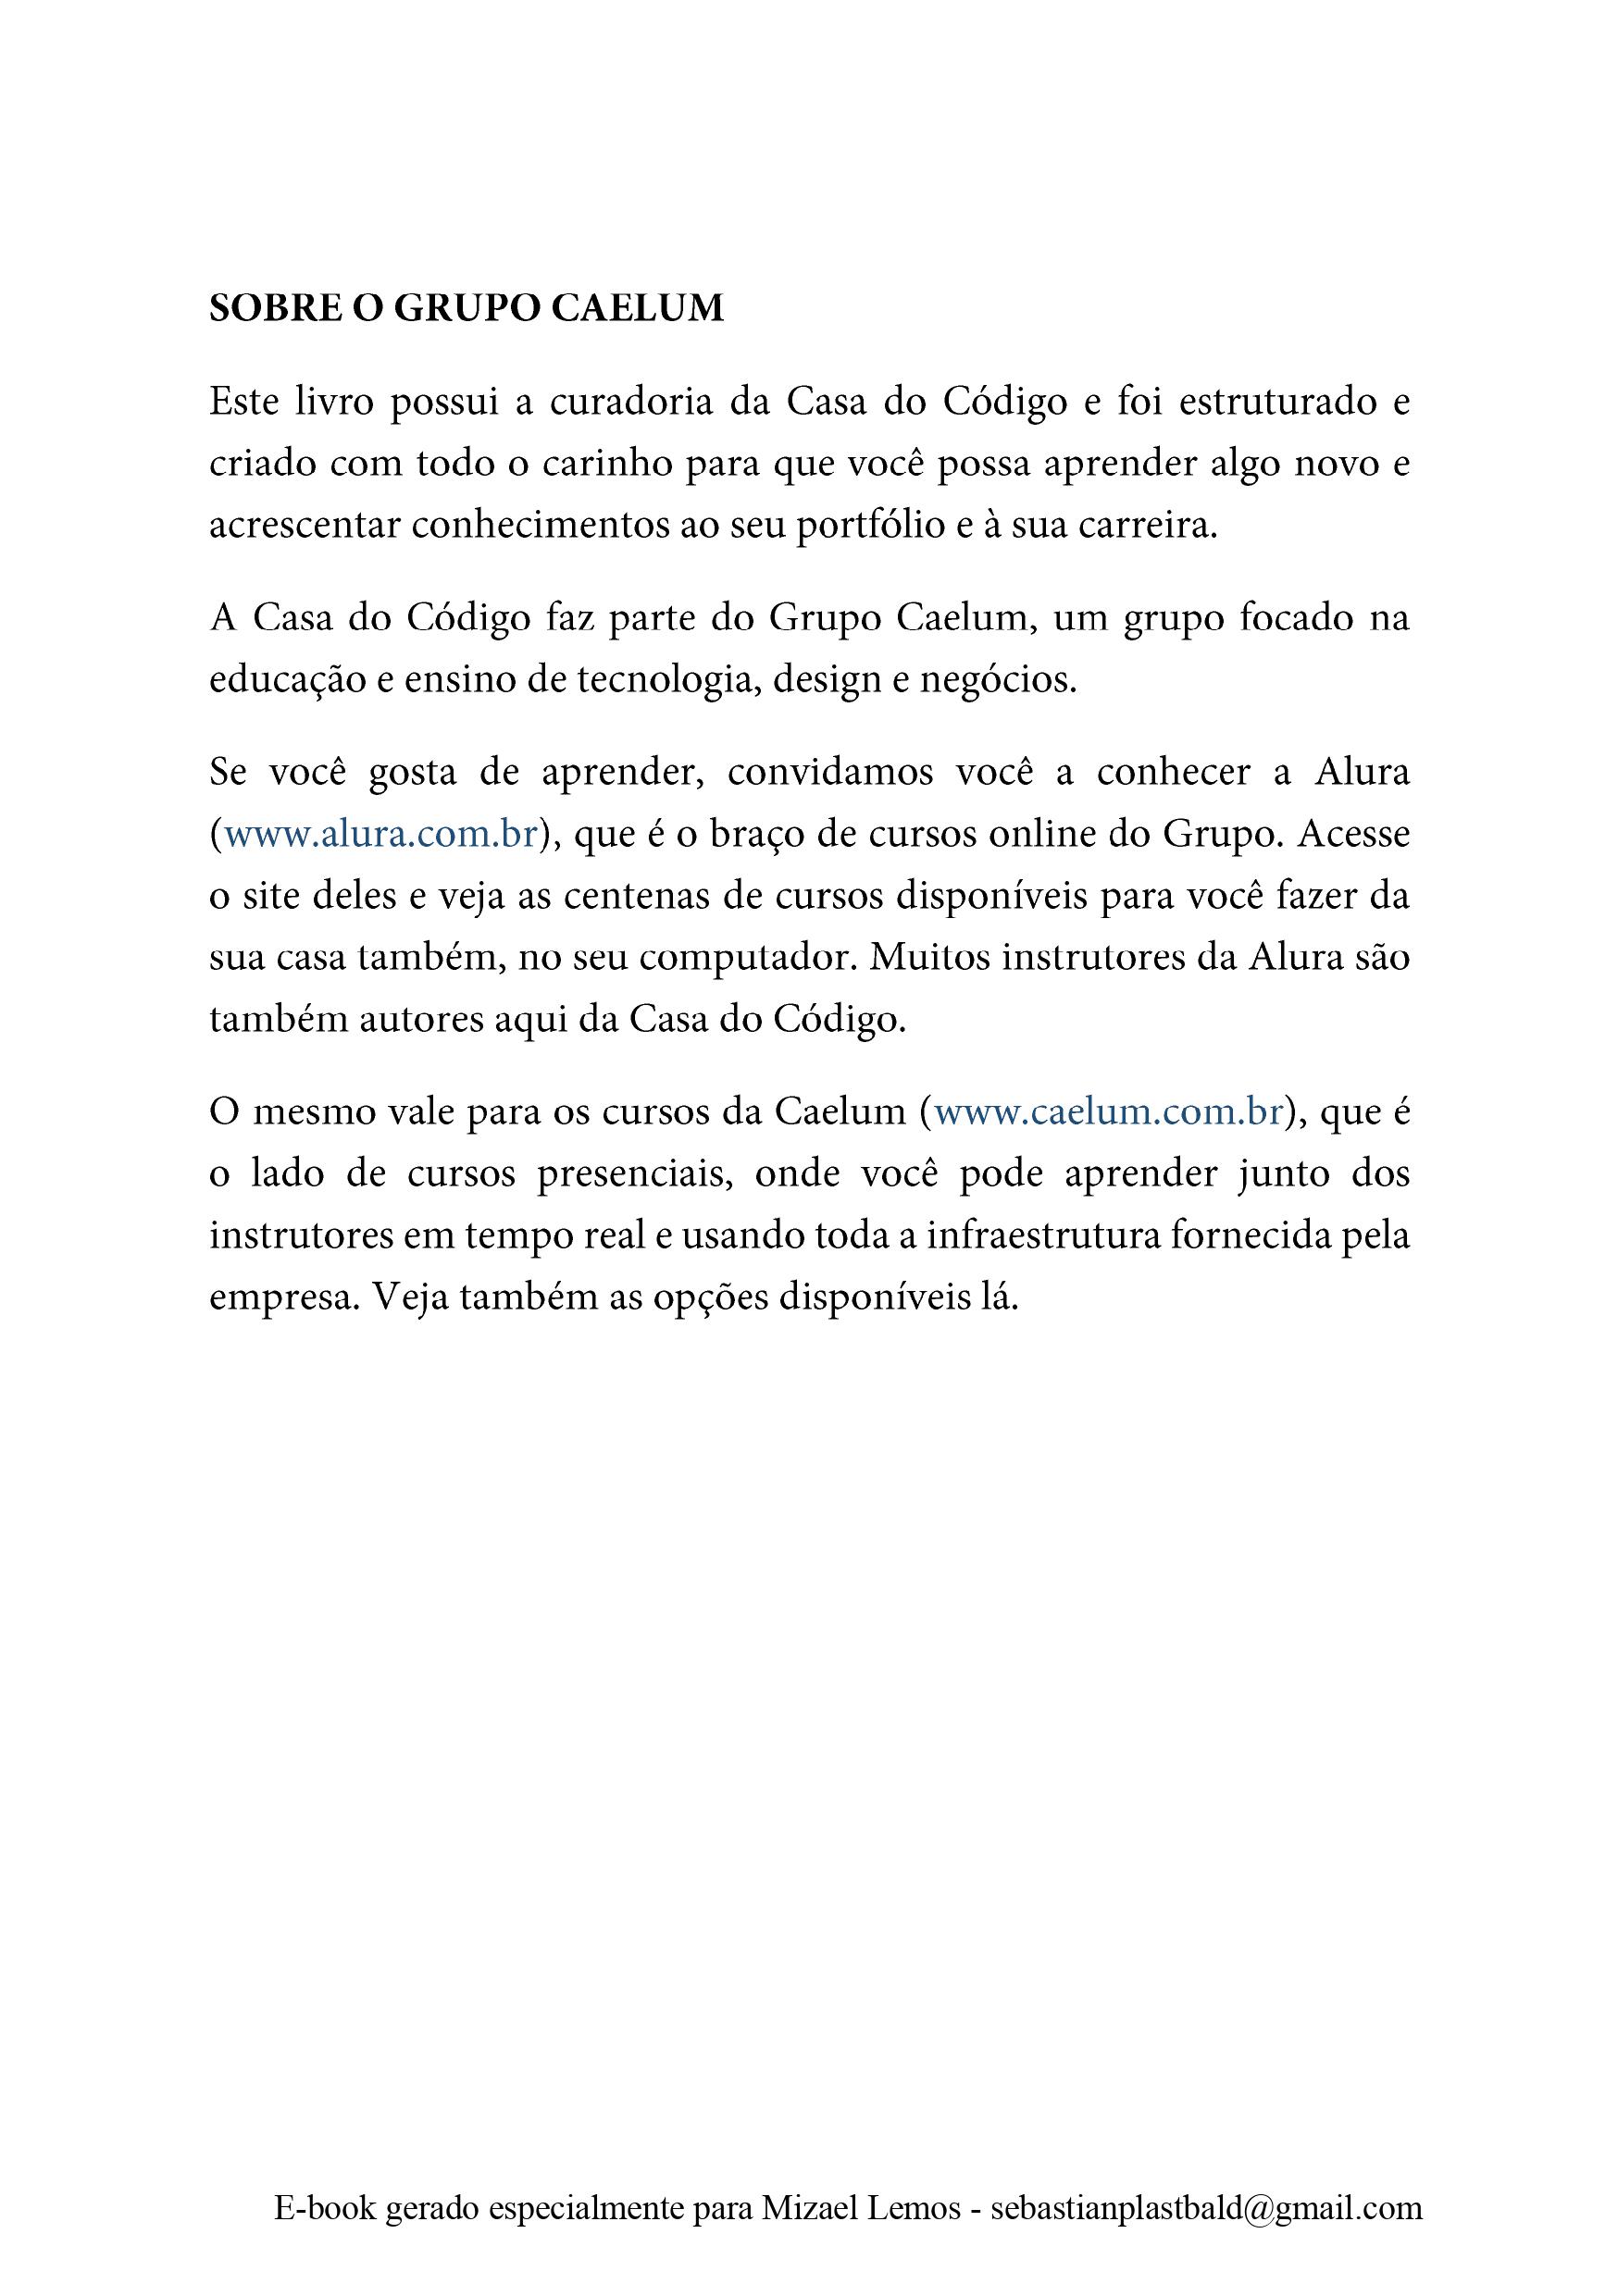 SOBRE O GRUPO CAELUM
Este livro possui a curadoria da Casa do Código e foi estruturado e
criado com todo o carinho para que você possa aprender algo novo e
acrescentar conhecimentos ao seu portfólio e à sua carreira.
A Casa do Código faz parte do Grupo Caelum, um grupo focado na
educação e ensino de tecnologia, design e negócios.
Se você gosta de aprender, convidamos você a conhecer a Alura
(www.alura.com.br), que é o braço de cursos online do Grupo. Acesse
o site deles e veja as centenas de cursos disponíveis para você fazer da
sua casa também, no seu computador. Muitos instrutores da Alura são
também autores aqui da Casa do Código.
O mesmo vale para os cursos da Caelum (www.caelum.com.br), que é
o lado de cursos presenciais, onde você pode aprender junto dos
instrutores em tempo real e usando toda a infraestrutura fornecida pela
empresa. Veja também as opções disponíveis lá.
E-book gerado especialmente para Mizael Lemos - sebastianplastbald@gmail.com